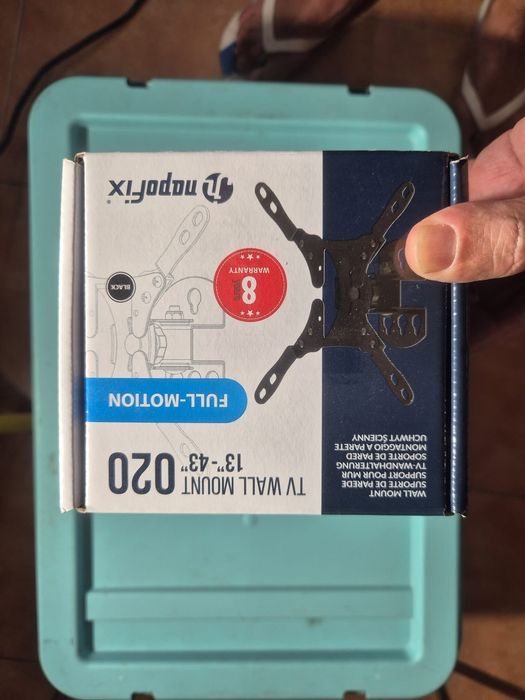 TV WALL MOUNT
13"-43"
020
FULL-MOTION
WALL MOUNT
SUPORTE DE PAREDE
SUPPORT POUR MUR
TV-WANDHALTERUNG
SOPORTE DE PARED
MONTAGGIO A PARETE
UCHWYT ŚCIENNY
BLACK
8
years
WARRANTY
napofix